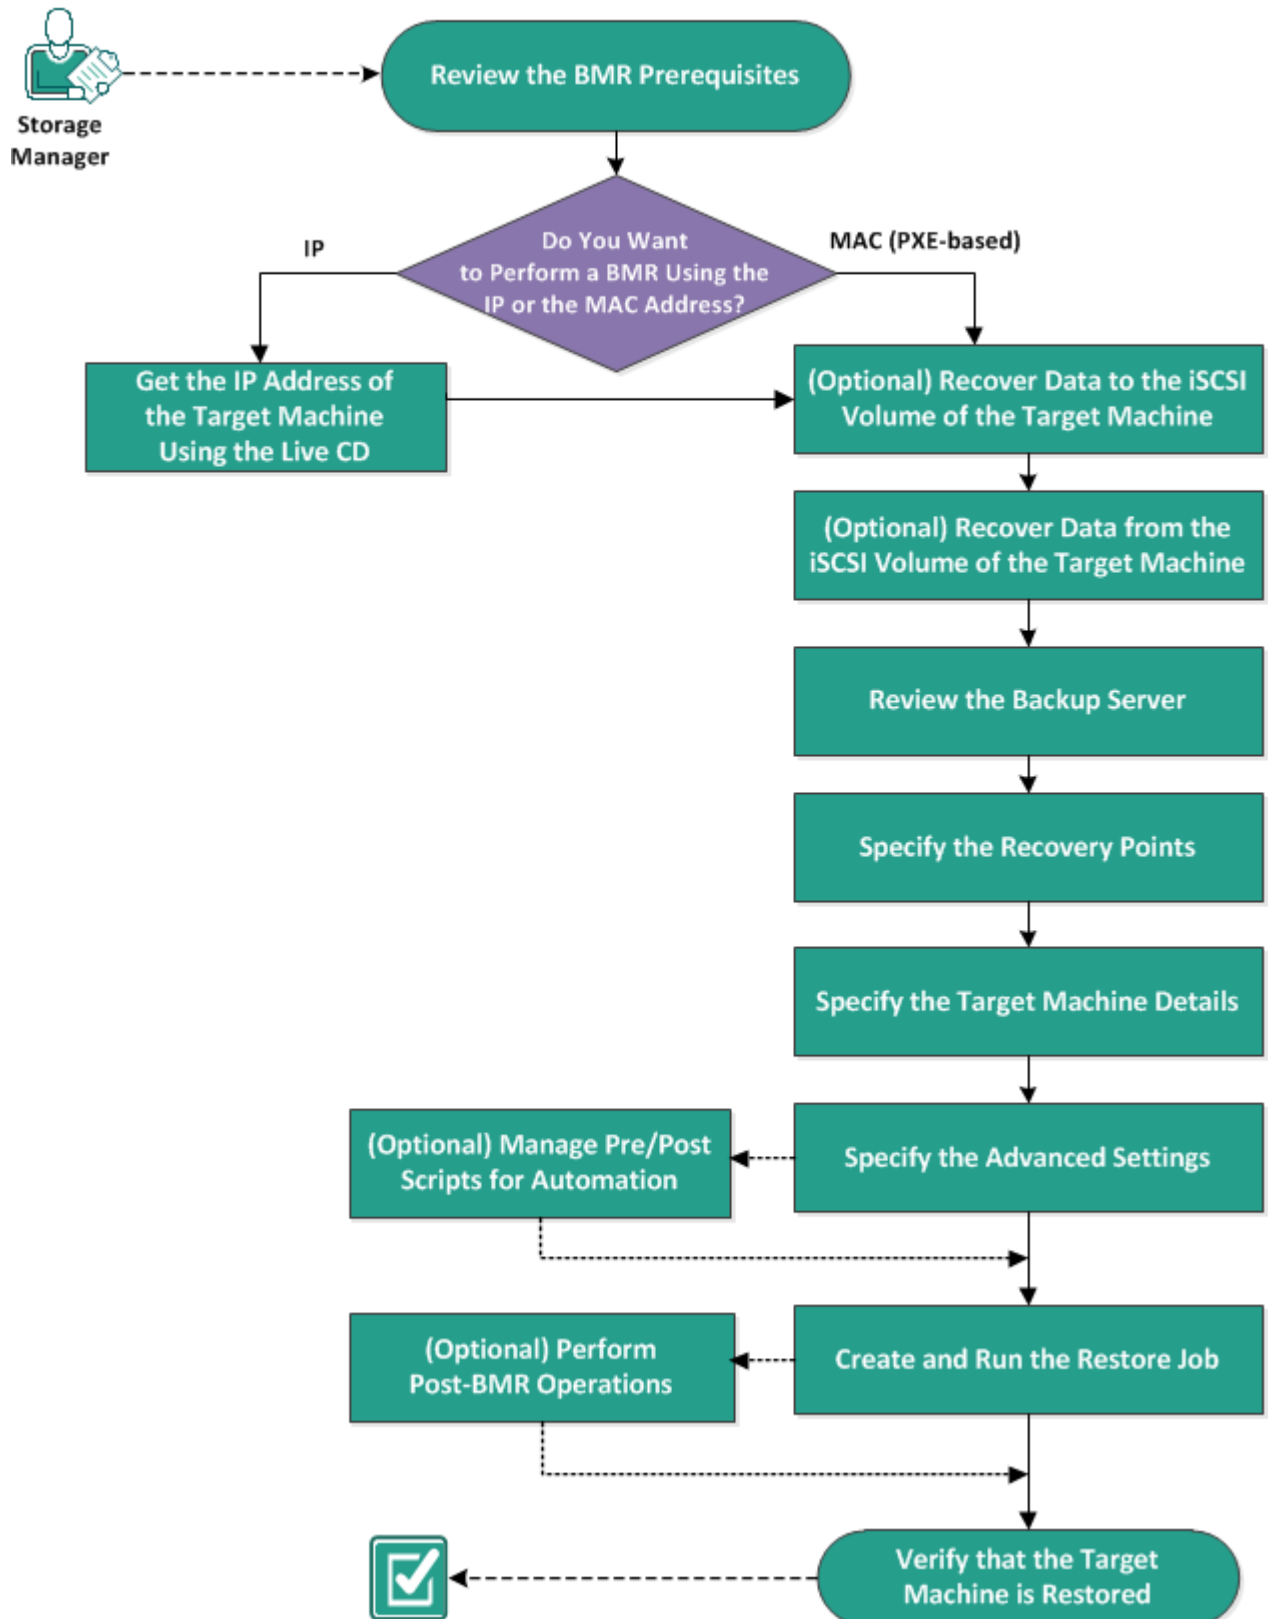 Storage
Manager
Review the BMR Prerequisites
Do You Want
to Perform a BMR Using the
IP or the MAC Address?
IP
MAC (PXE-based)
Get the IP Address of
the Target Machine
Using the Live CD
(Optional) Recover Data to the iSCSI
Volume of the Target Machine
(Optional) Recover Data from the
iSCSI Volume of the Target Machine
Review the Backup Server
Specify the Recovery Points
Specify the Target Machine Details
Specify the Advanced Settings
(Optional) Manage Pre/Post
Scripts for Automation
Create and Run the Restore Job
(Optional) Perform
Post-BMR Operations
Verify that the Target
Machine is Restored